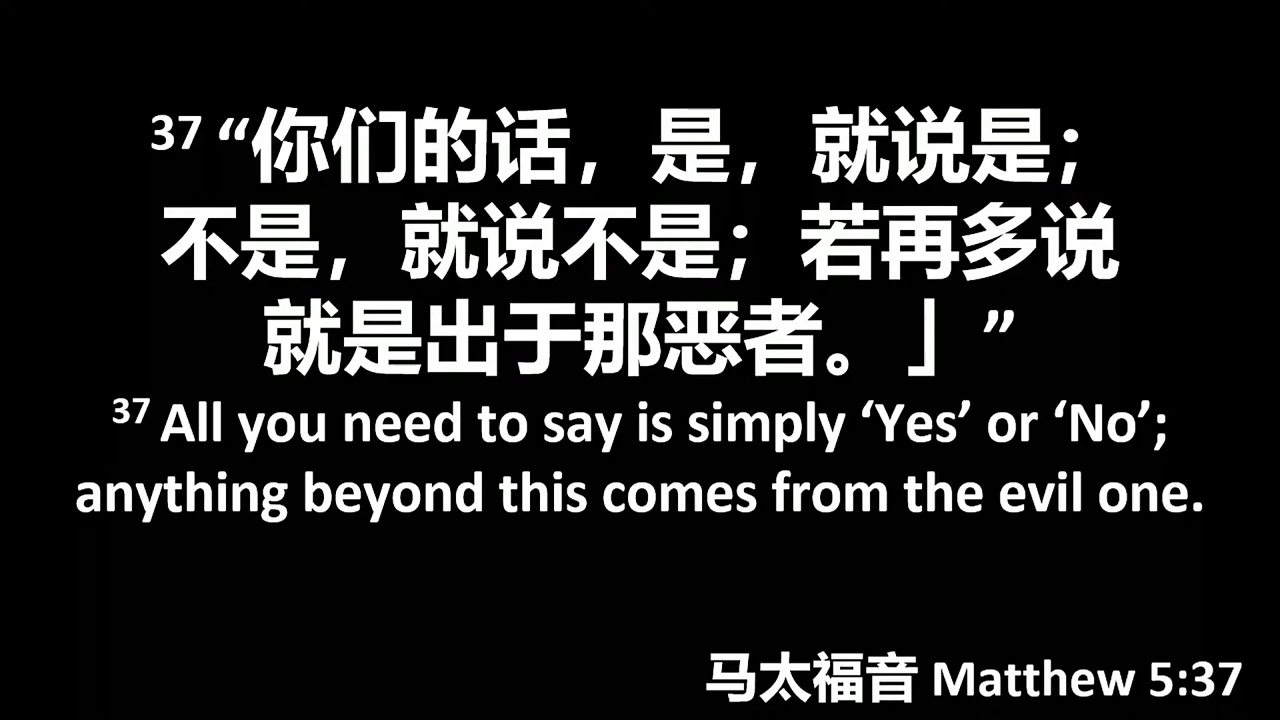 37 “你们的话，是，就说是；
不是，就说不是；若再多说
就是出于那恶者。」”
37 All you need to say is simply ‘Yes’ or ‘No’;
anything beyond this comes from the evil one.
马太福音 Matthew 5:37